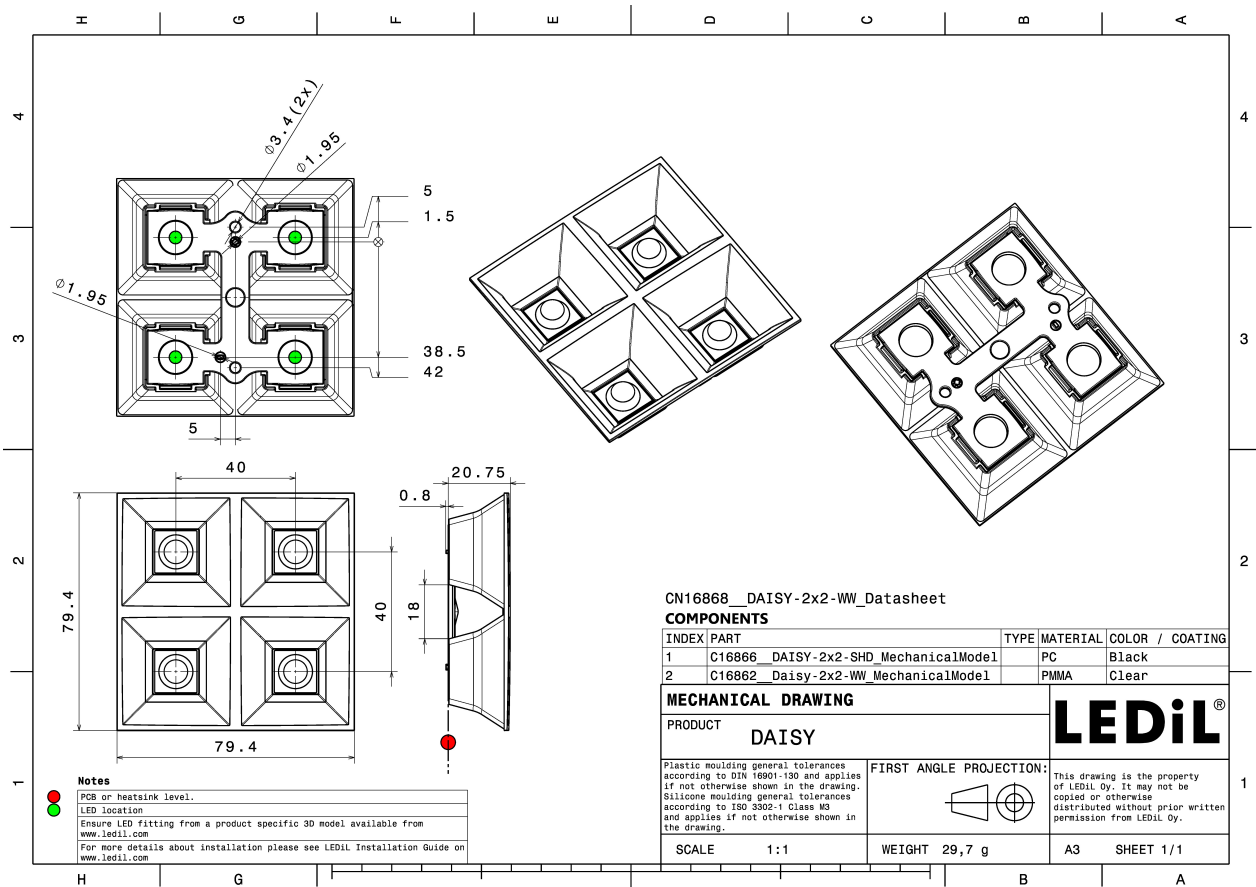 H G F E D C B A
4
3
2
1
4
3
2
1
∅3.4(2x)
∅1.95
5
1.5
∅1.95
38.5
42
5
40
20.75
0.8
79.4
18
40
79.4
CN16868__DAISY-2x2-WW_Datasheet
COMPONENTS
INDEX PART TYPE MATERIAL COLOR / COATING
1 C16866__DAISY-2x2-SHD_MechanicalModel PC Black
2 C16862__Daisy-2x2-WW_MechanicalModel PMMA Clear
MECHANICAL DRAWING
PRODUCT
DAISY
LEDiL®
Plastic moulding general tolerances
according to DIN 16901-130 and applies
if not otherwise shown in the drawing.
Silicone moulding general tolerances
according to ISO 3302-1 Class M3
and applies if not otherwise shown in
the drawing.
FIRST ANGLE PROJECTION:
This drawing is the property
of LEDiL Oy. It may not be
copied or otherwise
distributed without prior written
permission from LEDiL Oy.
SCALE 1:1 WEIGHT 29,7 g A3 SHEET 1/1
Notes
PCB or heatsink level.
LED location
Ensure LED fitting from a product specific 3D model available from
www.ledil.com
For more details about installation please see LEDiL Installation Guide on
www.ledil.com
H G B A